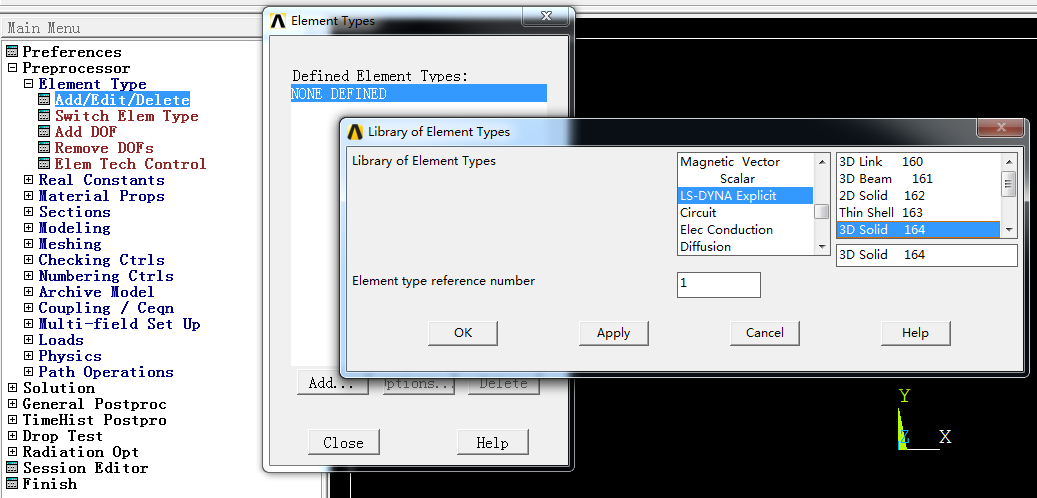 Main Menu
Preferences
Preprocessor
Element Type
Add/Edit/Delete
Switch Elem Type
Add DOF
Remove DOFs
Elem Tech Control
Real Constants
Material Props
Sections
Modeling
Meshing
Checking Ctrls
Numbering Ctrls
Archive Model
Coupling / Ceqn
Multi-field Set Up
Loads
Physics
Path Operations
Solution
General Postproc
TimeHist Postpro
Drop Test
Radiation Opt
Session Editor
Finish
Element Types
Defined Element Types:
NONE DEFINED
Add...
Options...
Delete
Close
Help
Library of Element Types
Library of Element Types
Magnetic Vector
Scalar
LS-DYNA Explicit
Circuit
Elec Conduction
Diffusion
3D Link 160
3D Beam 161
2D Solid 162
Thin Shell 163
3D Solid 164
3D Solid 164
Element type reference number
1
OK
Apply
Cancel
Help
Y
Z
X